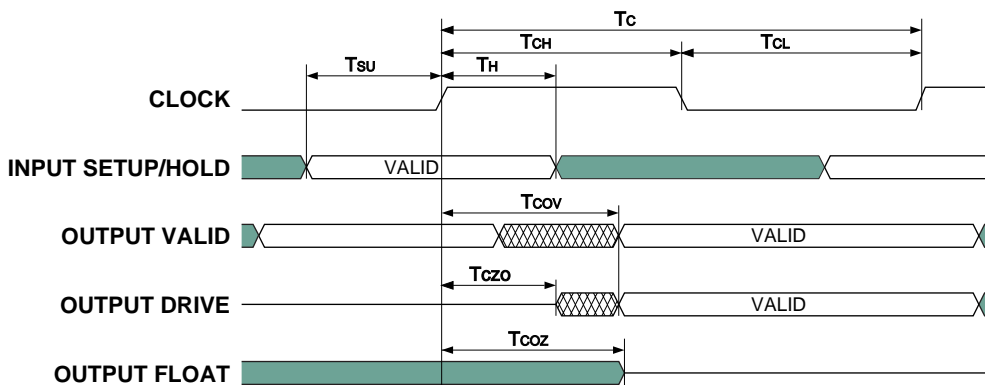 Tc
TCH
TCL
TSU
TH
CLOCK
INPUT SETUP/HOLD
VALID
TCOV
OUTPUT VALID
VALID
TCZO
OUTPUT DRIVE
VALID
TCOZ
OUTPUT FLOAT